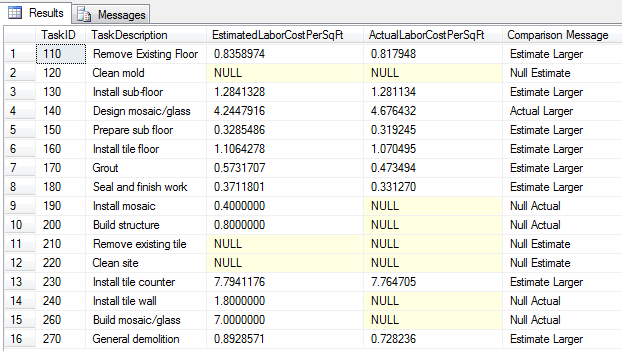 Results Messages
TaskID TaskDescription EstimatedLaborCostPerSqFt ActualLaborCostPerSqFt Comparison Message
1 110 Remove Existing Floor 0.8358974 0.817948 Estimate Larger
2 120 Clean mold NULL NULL Null Estimate
3 130 Install sub-floor 1.2841328 1.281134 Estimate Larger
4 140 Design mosaic/glass 4.2447916 4.676432 Actual Larger
5 150 Prepare sub floor 0.3285486 0.319245 Estimate Larger
6 160 Install tile floor 1.1064278 1.070495 Estimate Larger
7 170 Grout 0.5731707 0.473494 Estimate Larger
8 180 Seal and finish work 0.3711801 0.331270 Estimate Larger
9 190 Install mosaic 0.4000000 NULL Null Actual
10 200 Build structure 0.8000000 NULL Null Actual
11 210 Remove existing tile NULL NULL Null Estimate
12 220 Clean site NULL NULL Null Estimate
13 230 Install tile counter 7.7941176 7.764705 Estimate Larger
14 240 Install tile wall 1.8000000 NULL Null Actual
15 260 Build mosaic/glass 7.0000000 NULL Null Actual
16 270 General demolition 0.8928571 0.728236 Estimate Larger